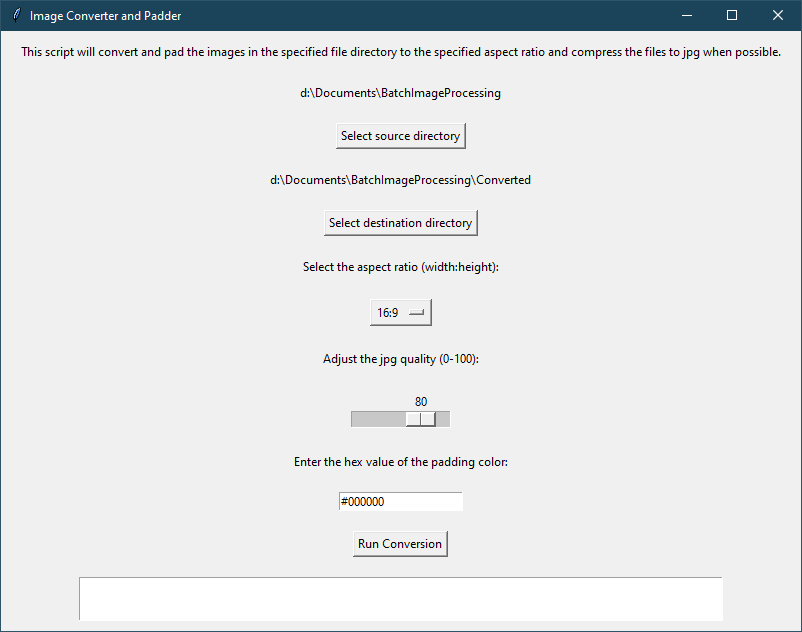 Image Converter and Padder
This script will convert and pad the images in the specified file directory to the specified aspect ratio and compress the files to jpg when possible.
d:\Documents\BatchImageProcessing
Select source directory
d:\Documents\BatchImageProcessing\Converted
Select destination directory
Select the aspect ratio (width:height):
16:9
Adjust the jpg quality (0-100):
80
Enter the hex value of the padding color:
#000000
Run Conversion